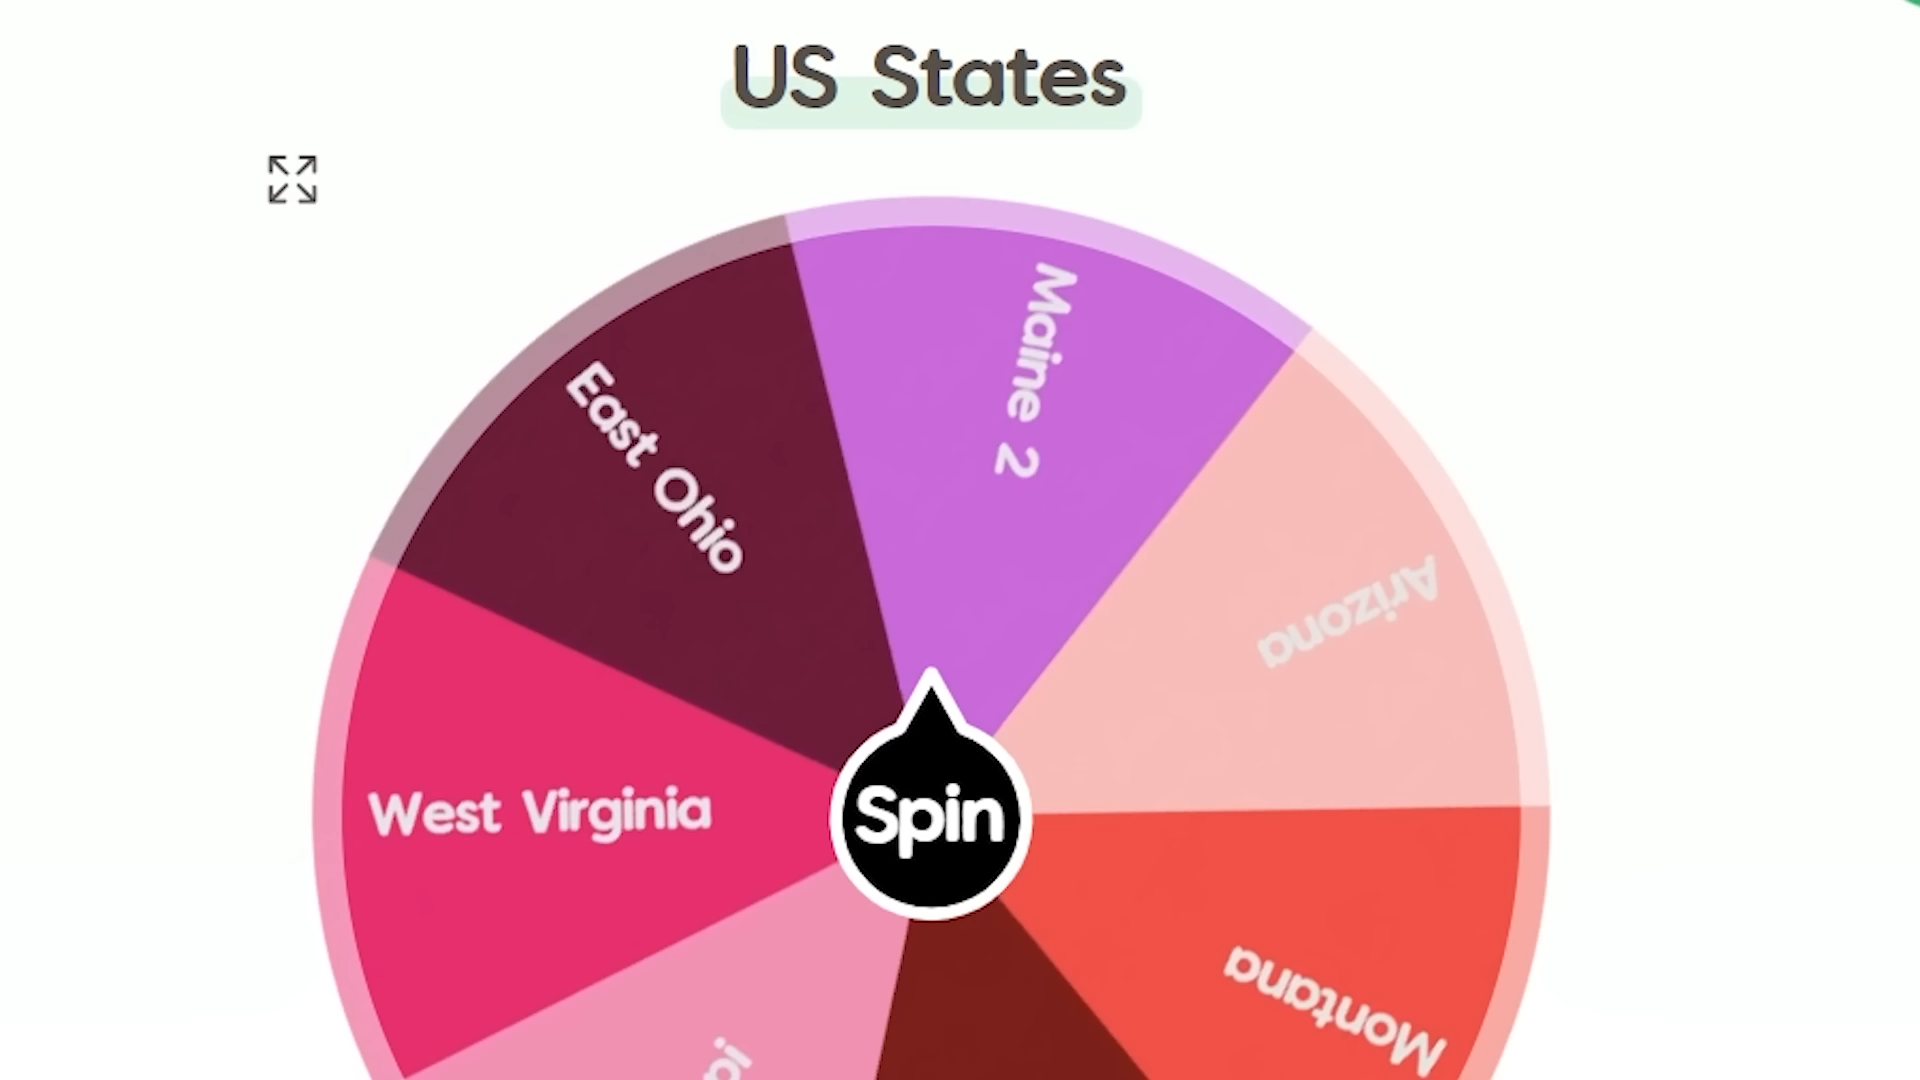 US States
Maine 2
East Ohio
Arizona
West Virginia
Spin
Montana